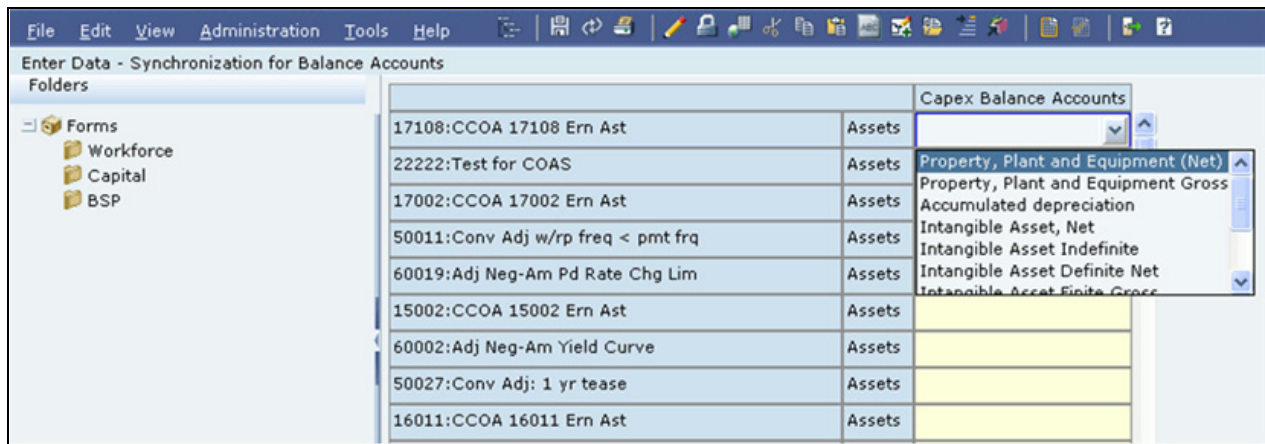 File Edit View Administration Tools Help
Enter Data - Synchronization for Balance Accounts
Folders
Forms
Workforce
Capital
BSP
Capex Balance Accounts
17108:CCOA 17108 Ern Ast Assets
22222:Test for COAS Assets
17002:CCOA 17002 Ern Ast Assets
50011:Conv Adj w/rp freq < pmt frq Assets
60019:Adj Neg-Am Pd Rate Chg Lim Assets
15002:CCOA 15002 Ern Ast Assets
60002:Adj Neg-Am Yield Curve Assets
50027:Conv Adj: 1 yr tease Assets
16011:CCOA 16011 Ern Ast Assets
Property, Plant and Equipment (Net)
Property, Plant and Equipment Gross
Accumulated depreciation
Intangible Asset, Net
Intangible Asset Indefinite
Intangible Asset Definite Net
Intangible Asset Finite Gross